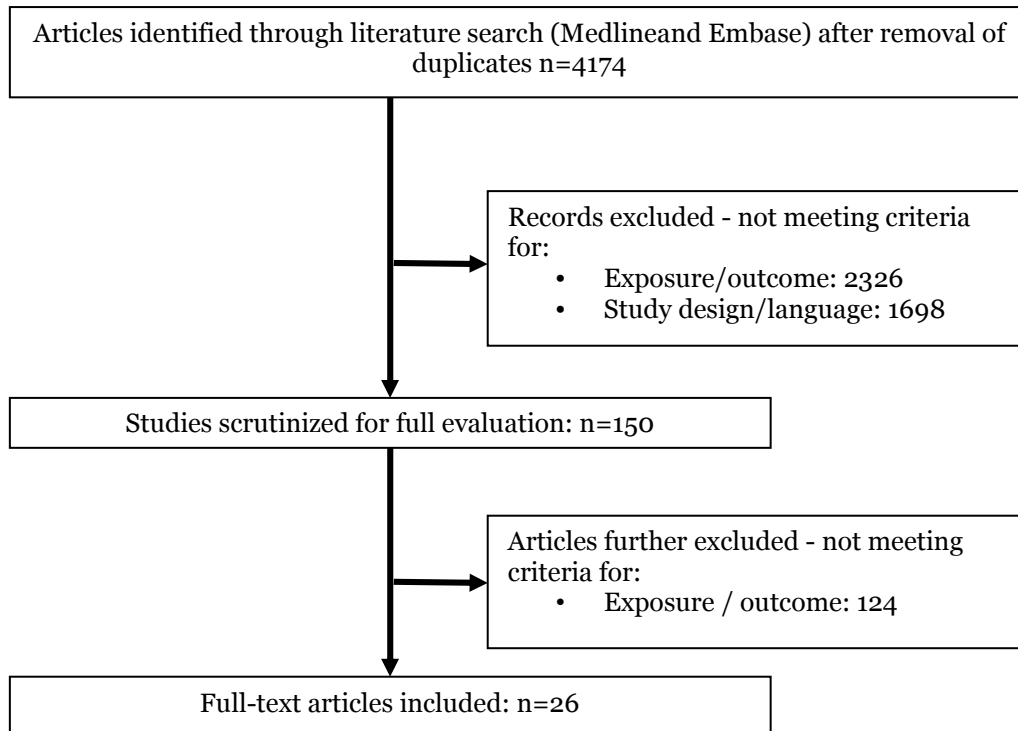 Articles identified through literature search (Medlineand Embase) after removal of
duplicates n=4174
Records excluded - not meeting criteria
for:
• Exposure/outcome: 2326
• Study design/language: 1698
Studies scrutinized for full evaluation: n=150
Articles further excluded - not meeting
criteria for:
• Exposure / outcome: 124
Full-text articles included: n=26